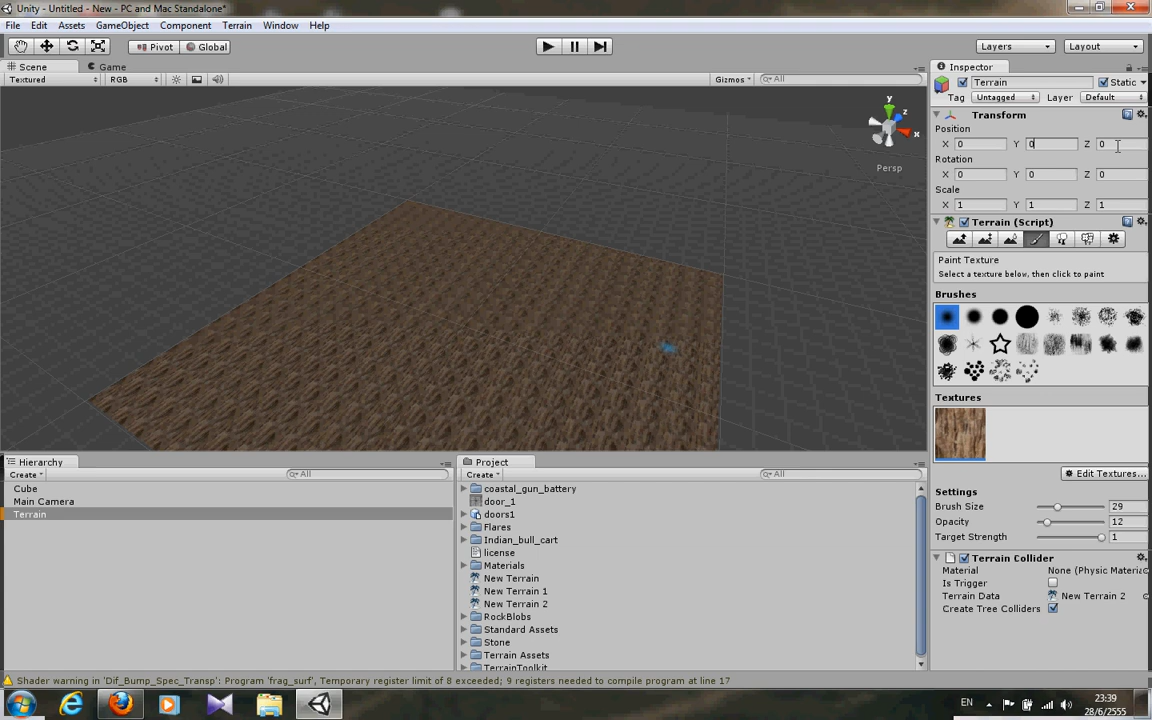 Unity - Untitled - New - PC and Mac Standalone*
File Edit Assets GameObject Component Terrain Window Help
Pivot Global Layers Layout
Scene Game
Textured RGB Gizmos All
y
z
x
Persp
Inspector
Terrain Static
Tag Untagged Layer Default
Transform
Position
X 0 Y 0 Z 0
Rotation
X 0 Y 0 Z 0
Scale
X 1 Y 1 Z 1
Terrain (Script)
Paint Texture
Select a texture below, then click to paint
Brushes
Textures
Edit Textures...
Settings
Brush Size 29
Opacity 12
Target Strength 1
Terrain Collider
Material None (Physic Materia
Is Trigger
Terrain Data New Terrain 2
Create Tree Colliders
Hierarchy
Create All
Cube
Main Camera
Terrain
Project
Create All
coastal_gun_battery
door_1
doors1
Flares
Indian_bull_cart
license
Materials
New Terrain
New Terrain 1
New Terrain 2
RockBlobs
Standard Assets
Stone
Terrain Assets
TerrainToolkit
Shader warning in 'Dif_Bump_Spec_Transp': Program 'frag_surf', Temporary register limit of 8 exceeded; 9 registers needed to compile program at line 17
EN
23:39
28/6/2555